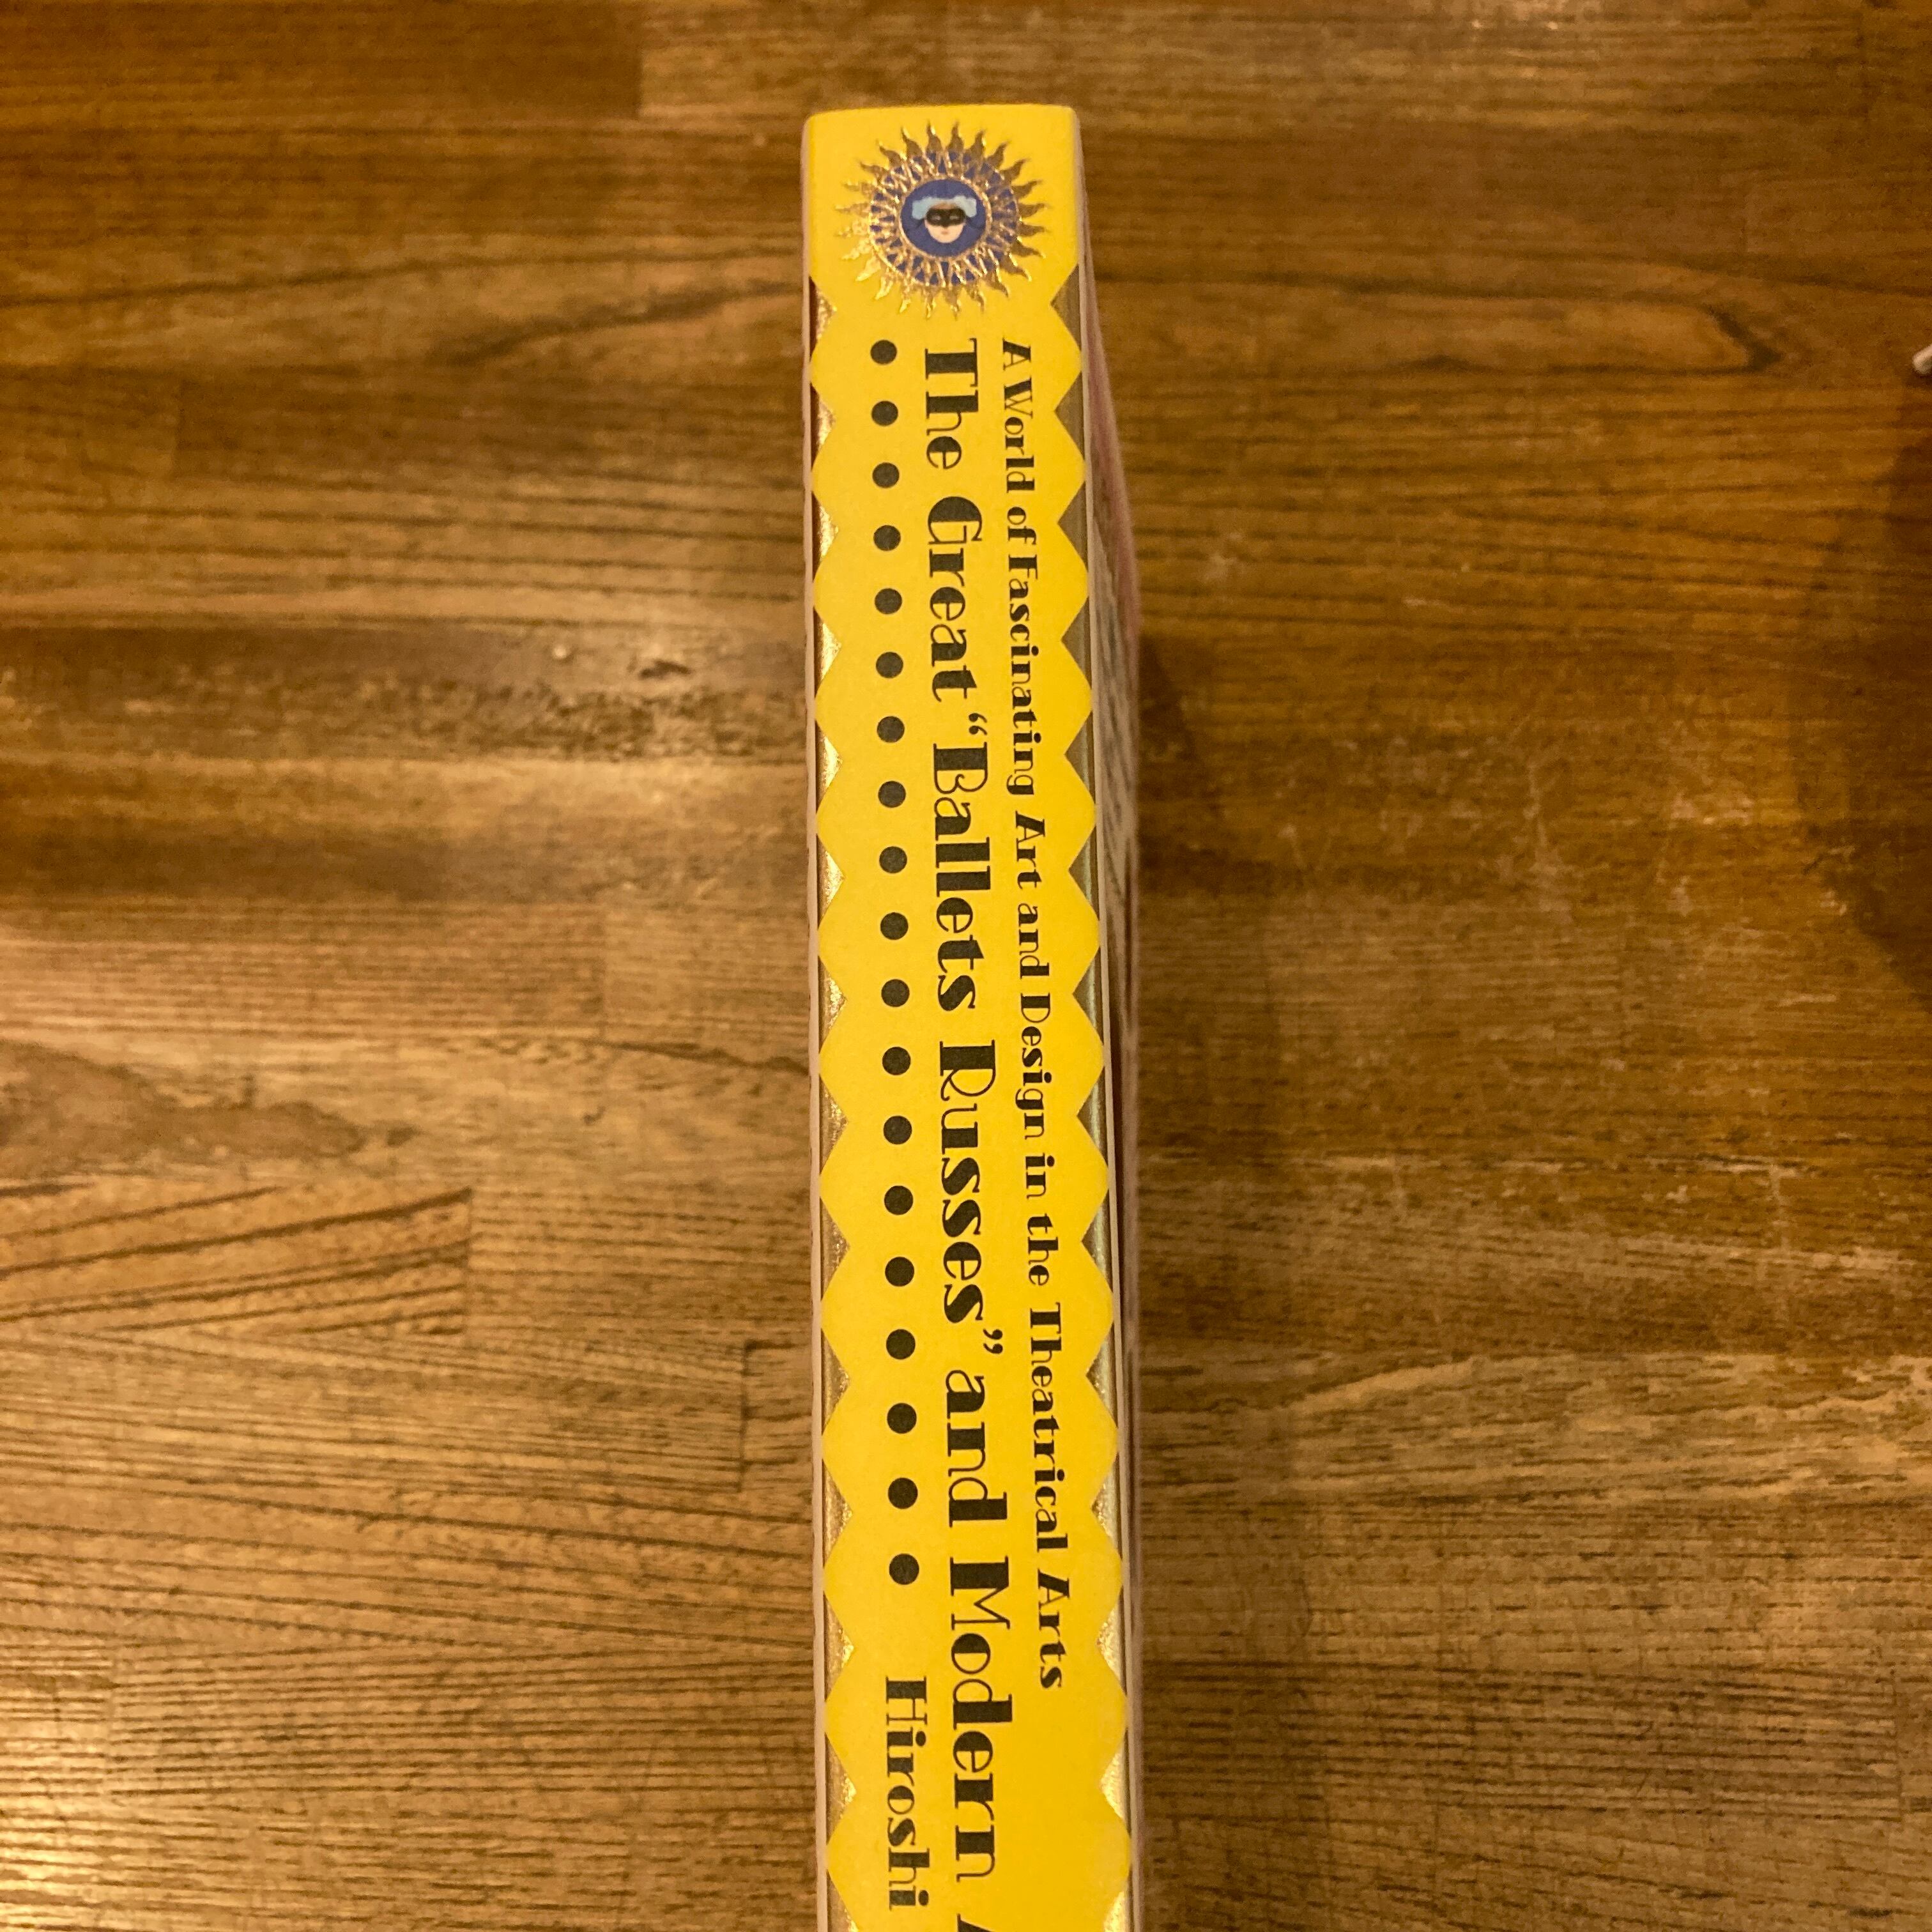 A World of Fascinating Art and Design in the Theatrical Arts
The Great “Ballets Russes” and Modern
Hiroshi